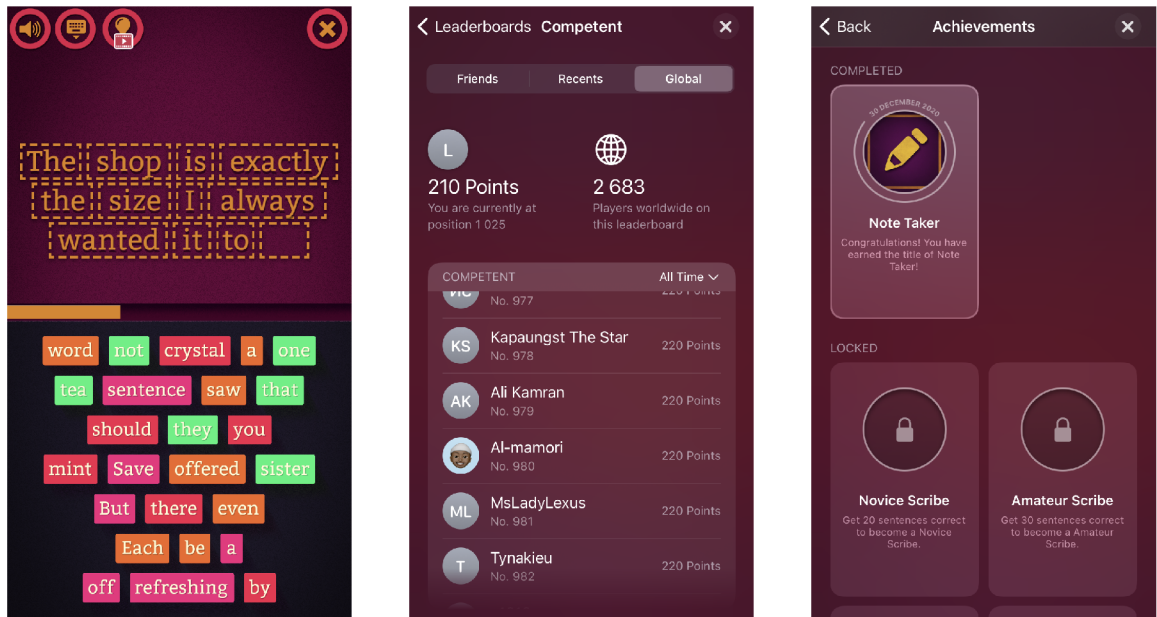 The shop is exactly
the size I always
wanted it to
word not crystal a one
tea sentence saw that
should they you
mint Save offered sister
But there even
Each be a
off refreshing by
Leaderboards Competent
Friends Recents Global
L
210 Points
You are currently at
position 1 025
2 683
Players worldwide on
this leaderboard
COMPETENT All Time
No. 977
KS Kapaungst The Star
No. 978
220 Points
AK Ali Kamran
No. 979
220 Points
Al-mamori
No. 980
220 Points
ML MsLadyLexus
No. 981
220 Points
T Tynakieu
No. 982
220 Points
Back Achievements
COMPLETED
30 DECEMBER 2020
Note Taker
Congratulations! You have
earned the title of Note
Taker!
LOCKED
Novice Scribe
Get 20 sentences correct
to become a Novice
Scribe.
Amateur Scribe
Get 30 sentences correct
to become a Amateur
Scribe.